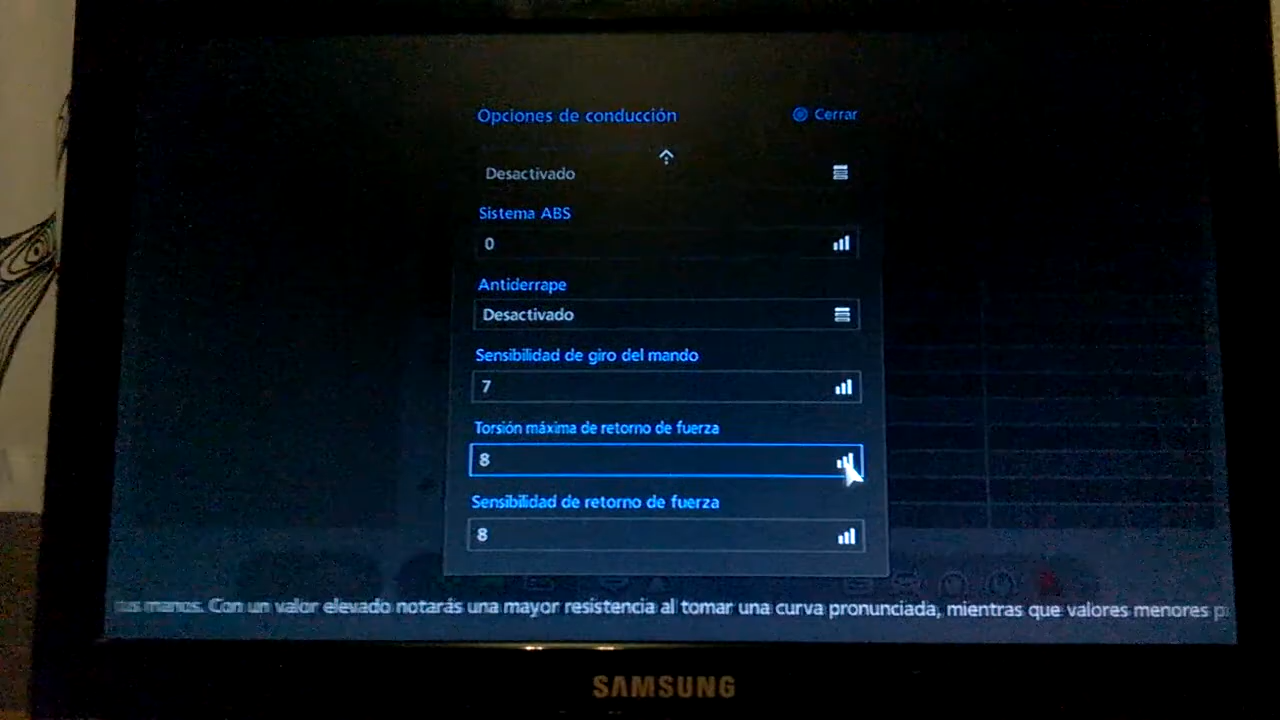 Opciones de conducción
Cerrar
Desactivado
Sistema ABS
0
Antiderrape
Desactivado
Sensibilidad de giro del mando
7
Torsión máxima de retorno de fuerza
8
Sensibilidad de retorno de fuerza
8
manos. Con un valor elevado notarás una mayor resistencia al tomar una curva pronunciada, mientras que valores menores
SAMSUNG